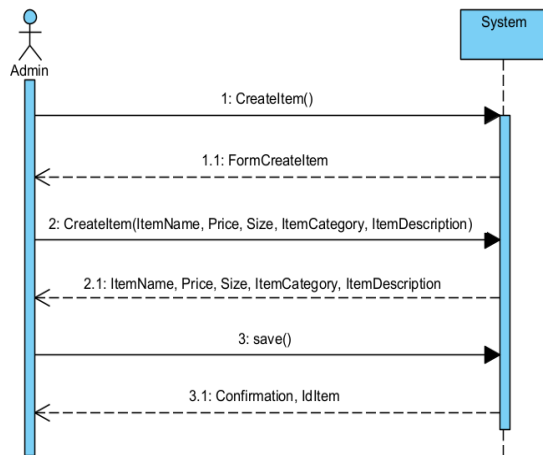 System
Admin
1: CreateItem()
1.1: FormCreateItem
2: CreateItem(ItemName, Price, Size, ItemCategory, ItemDescription)
2.1: ItemName, Price, Size, ItemCategory, ItemDescription
3: save()
3.1: Confirmation, IdItem